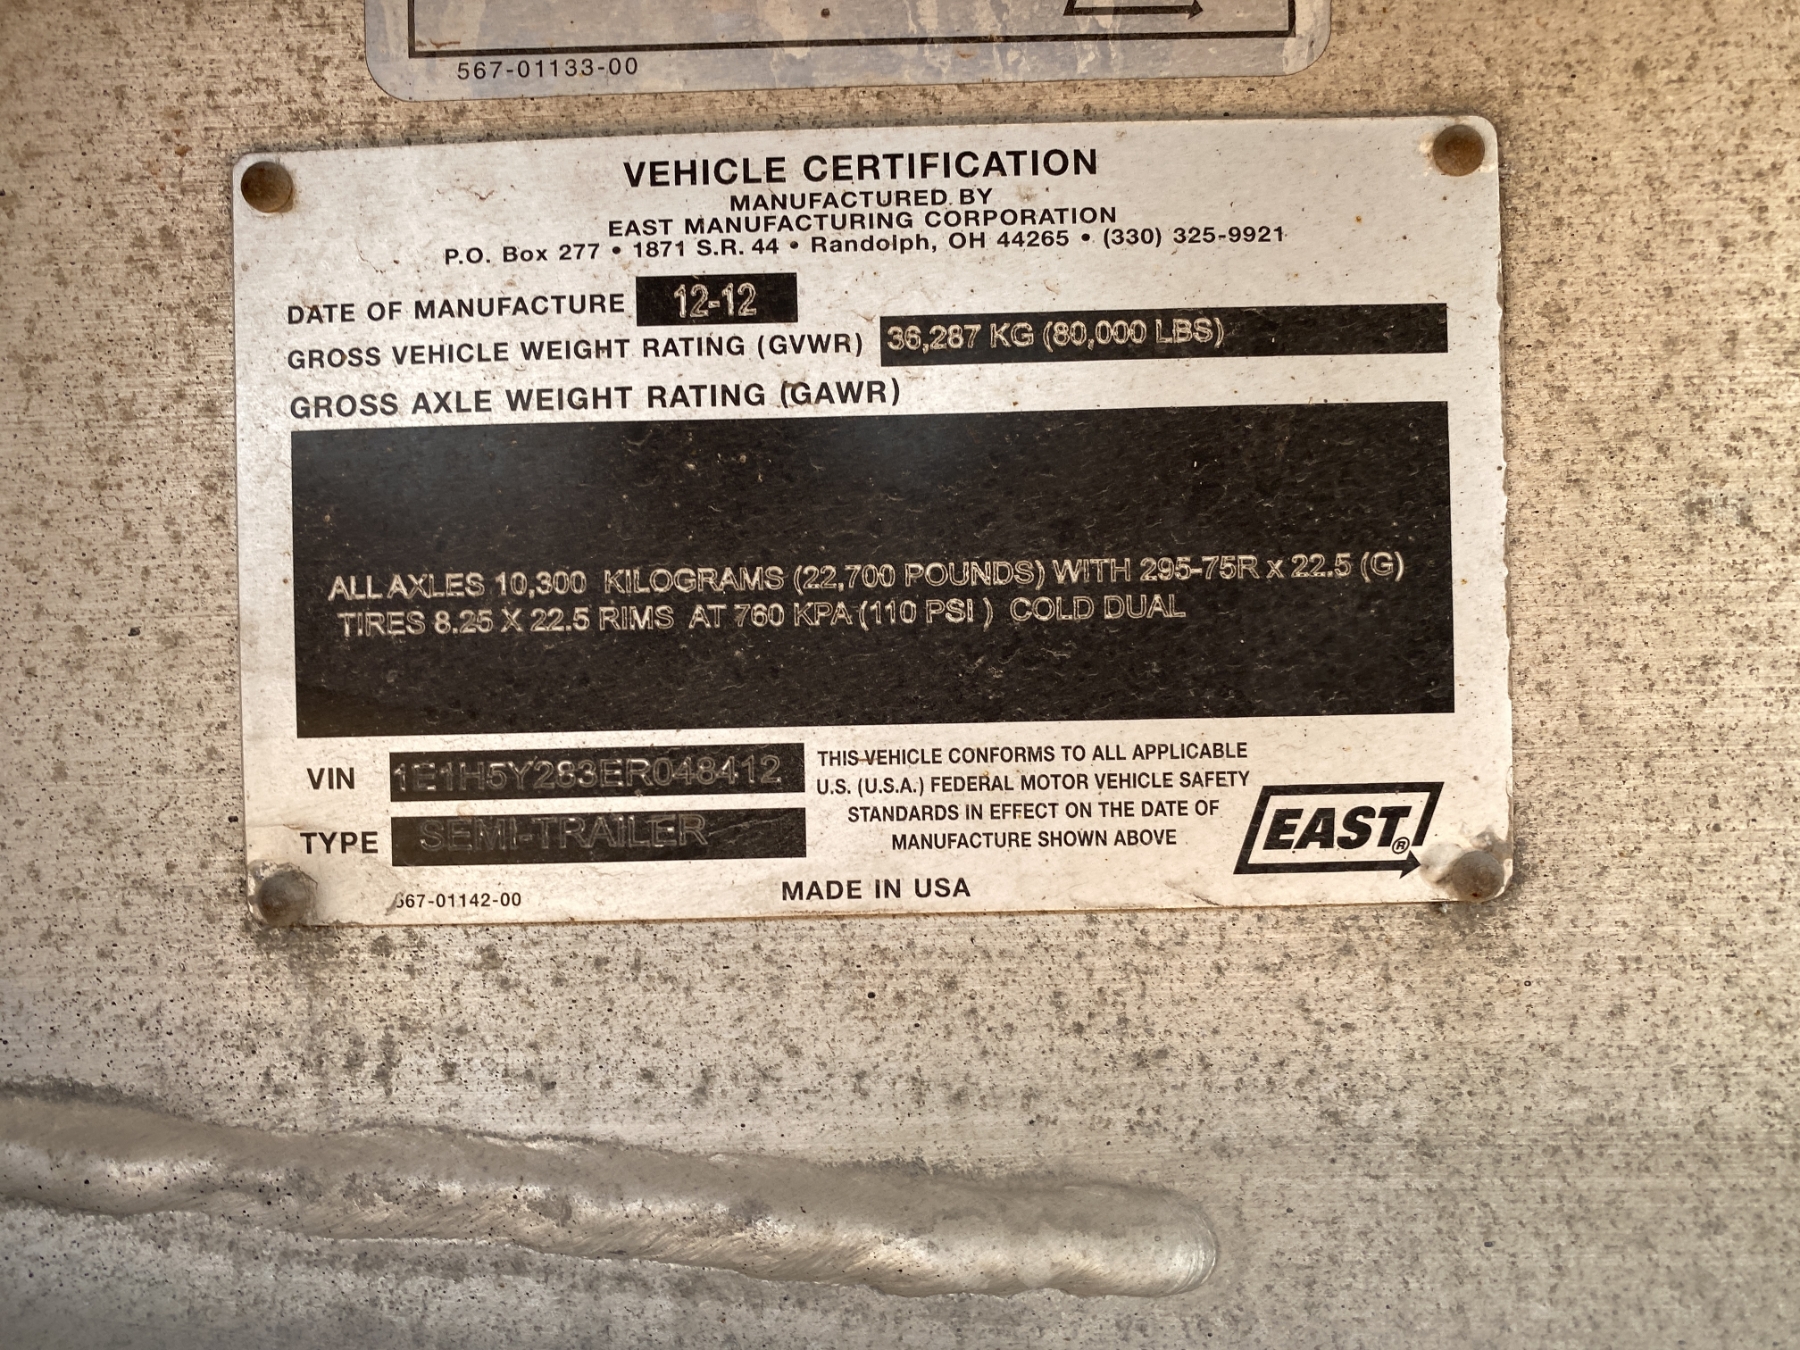 567-01133-00
VEHICLE CERTIFICATION
MANUFACTURED BY
EAST MANUFACTURING CORPORATION
P.O. Box 277 • 1871 S.R. 44 • Randolph, OH 44265 • (330) 325-9921
DATE OF MANUFACTURE 12-12
GROSS VEHICLE WEIGHT RATING (GVWR) 36,287 KG (80,000 LBS)
GROSS AXLE WEIGHT RATING (GAWR)
ALL AXLES 10,300 KILOGRAMS (22,700 POUNDS) WITH 295-75R x 22.5 (G)
TIRES 8.25 X 22.5 RIMS AT 760 KPA (110 PSI ) COLD DUAL
VIN 1E1H5Y283ER048412
TYPE SEMI-TRAILER
THIS VEHICLE CONFORMS TO ALL APPLICABLE
U.S. (U.S.A.) FEDERAL MOTOR VEHICLE SAFETY
STANDARDS IN EFFECT ON THE DATE OF
MANUFACTURE SHOWN ABOVE
EAST®
567-01142-00
MADE IN USA